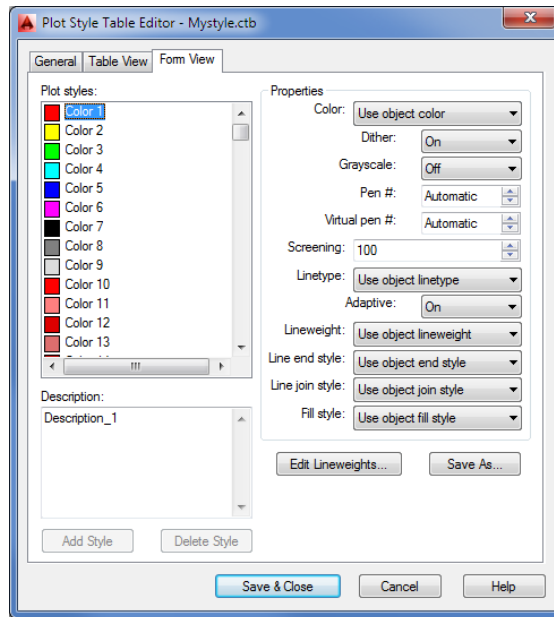 Plot Style Table Editor - Mystyle.ctb
General
Table View
Form View
Plot styles:
Color 1
Color 2
Color 3
Color 4
Color 5
Color 6
Color 7
Color 8
Color 9
Color 10
Color 11
Color 12
Color 13
Description:
Description_1
Add Style
Delete Style
Properties
Color: Use object color
Dither: On
Grayscale: Off
Pen #: Automatic
Virtual pen #: Automatic
Screening: 100
Linetype: Use object linetype
Adaptive: On
Lineweight: Use object lineweight
Line end style: Use object end style
Line join style: Use object join style
Fill style: Use object fill style
Edit Lineweights...
Save As...
Save & Close
Cancel
Help